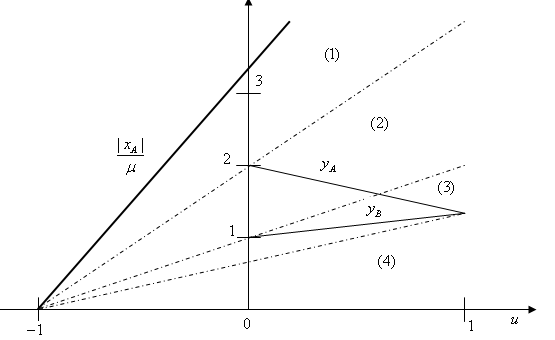 (1)
3
(2)
|x_A|
μ
2
y_A
(3)
y_B
1
(4)
−1
0
1
u